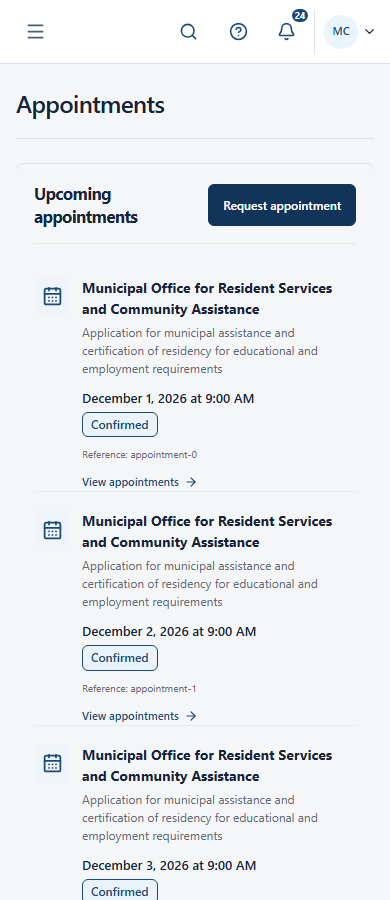 24
MC
Appointments
Upcoming
appointments
Request appointment
Municipal Office for Resident Services
and Community Assistance
Application for municipal assistance and
certification of residency for educational and
employment requirements
December 1, 2026 at 9:00 AM
Confirmed
Reference: appointment-0
View appointments
Municipal Office for Resident Services
and Community Assistance
Application for municipal assistance and
certification of residency for educational and
employment requirements
December 2, 2026 at 9:00 AM
Confirmed
Reference: appointment-1
View appointments
Municipal Office for Resident Services
and Community Assistance
Application for municipal assistance and
certification of residency for educational and
employment requirements
December 3, 2026 at 9:00 AM
Confirmed